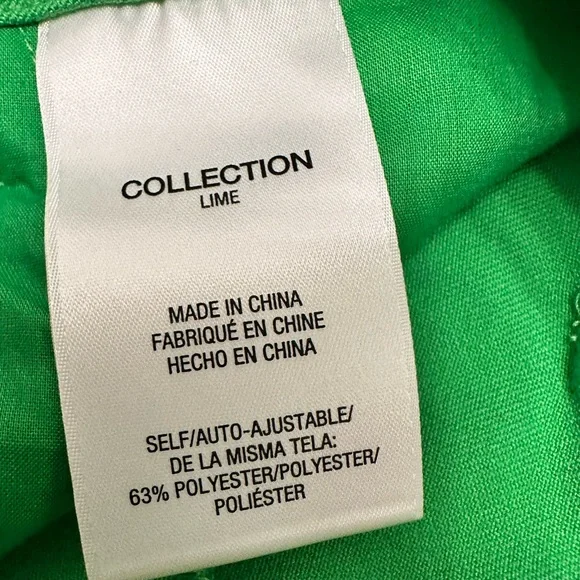 COLLECTION
LIME
MADE IN CHINA
FABRIQUÉ EN CHINE
HECHO EN CHINA
SELF/AUTO-AJUSTABLE/
DE LA MISMA TELA:
63% POLYESTER/POLYESTER/
POLIÉSTER